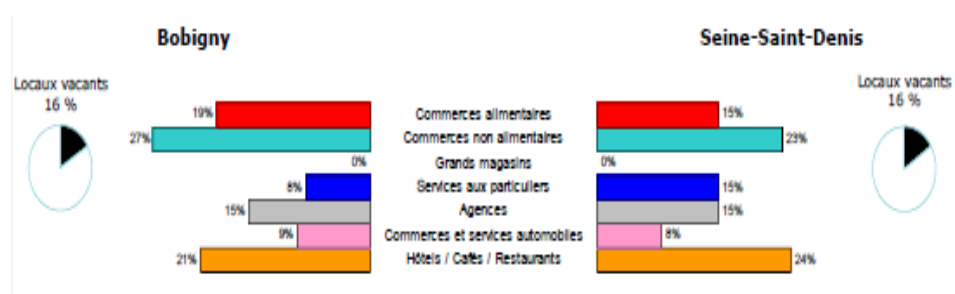 Bobigny
Seine-Saint-Denis
Locaux vacants
16 %
Locaux vacants
16 %
19% Commerces alimentaires 15%
27% Commerces non alimentaires 23%
0% Grands magasins 0%
8% Services aux particuliers 15%
15% Agences 15%
9% Commerces et services automobiles 8%
21% Hôtels / Cafés / Restaurants 24%